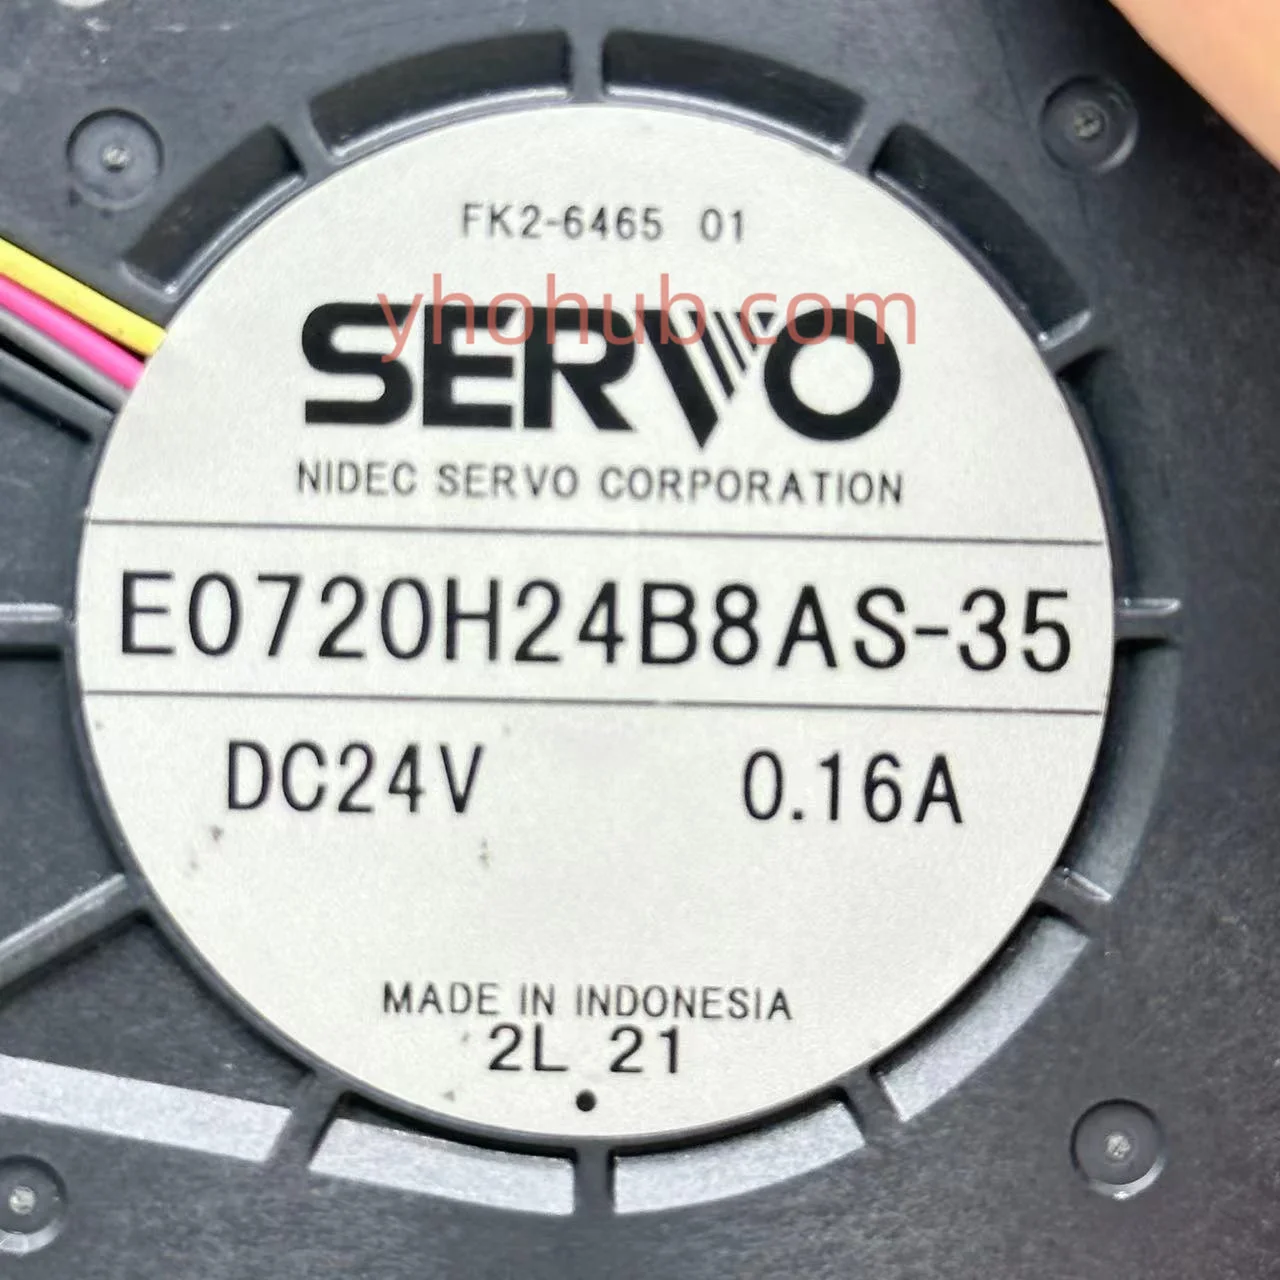 FK2-6465 01
yhohub.com
SERVO
NIDEC SERVO CORPORATION
E0720H24B8AS-35
DC24V 0.16A
MADE IN INDONESIA
2L 21